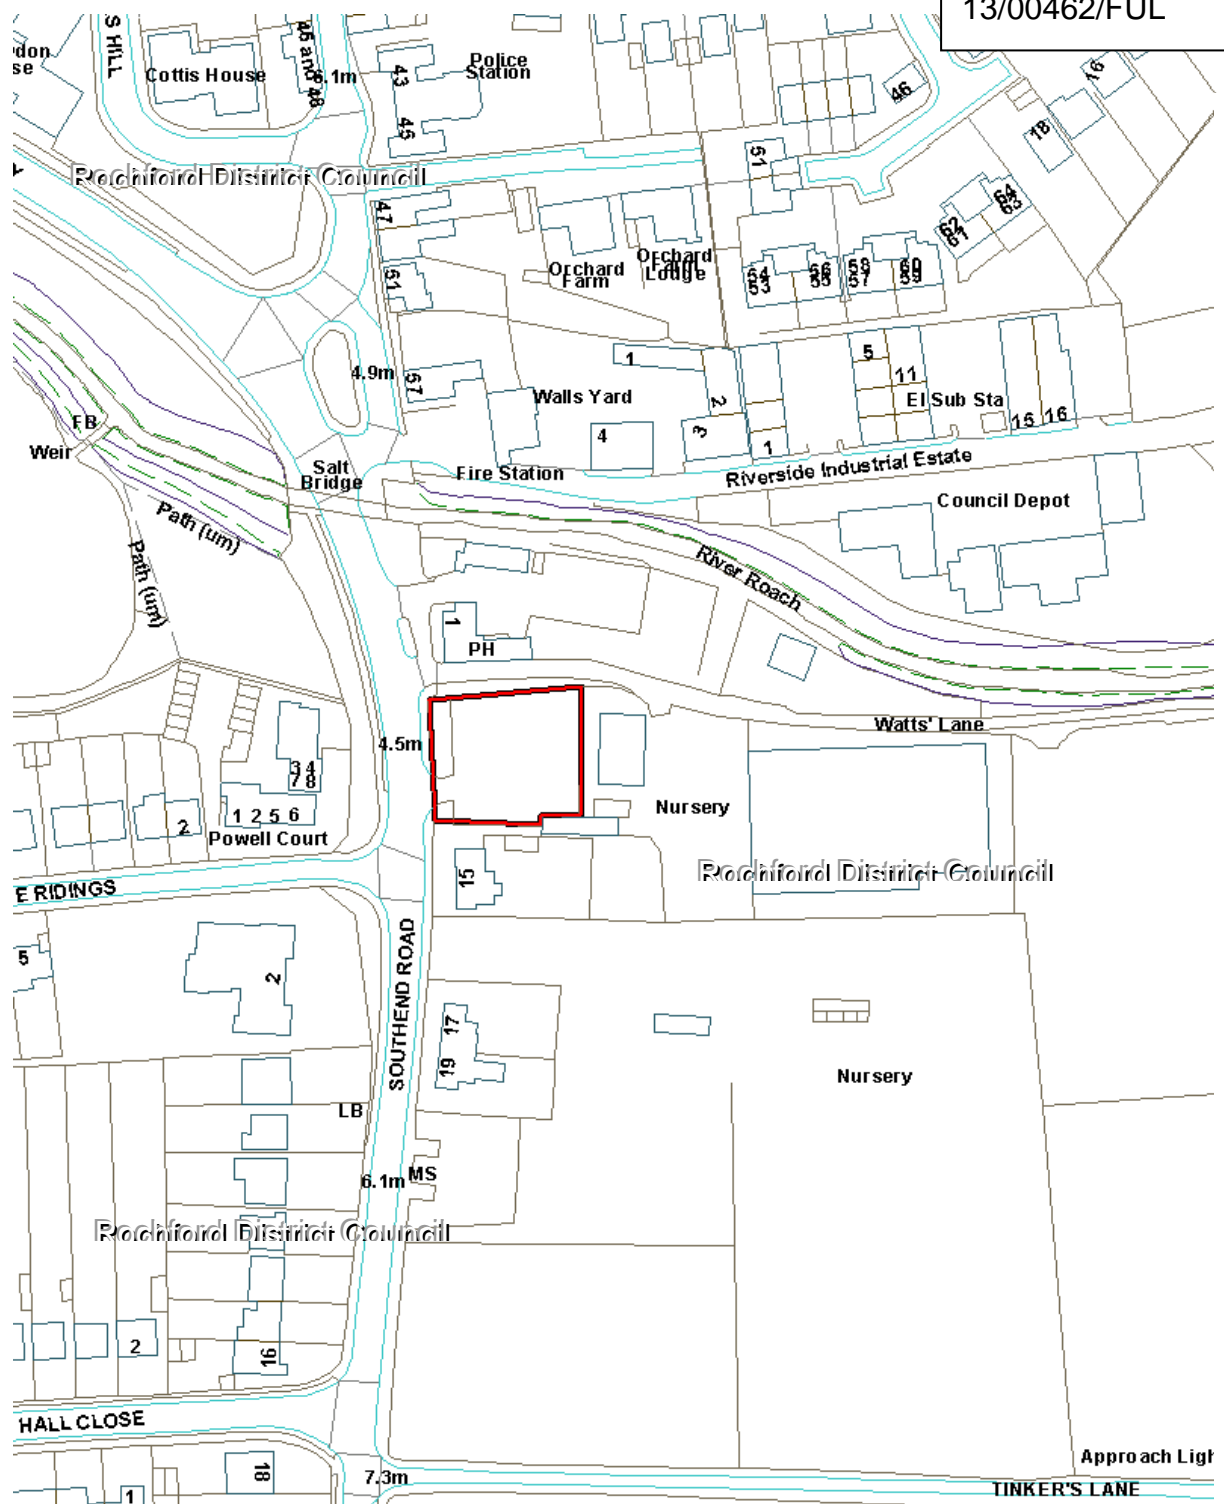 13/00462/FUL
S HILL
don
se
Cottis House
43
Police
Station
45
46
16
18
51
Rochford District Council
47
51
Orchard
Farm
Orchard
Lodge
64
63
62
61
54
53
56
55
58
57
60
59
4.9m
57
1
Walls Yard
2
3
4
5
11
El Sub Sta
15 16
1
FB
Weir
Salt
Bridge
Fire Station
Riverside Industrial Estate
Council Depot
Path (um)
Path (um)
River Roach
1
PH
4.5m
Watts' Lane
3 4
7 8
1 2 5 6
2
Powell Court
Nursery
15
Rochford District Council
E RIDINGS
5
2
SOUTHEND ROAD
17
19
Nursery
LB
6.1m
MS
Rochford District Council
2
16
HALL CLOSE
18
1
7.3m
Approach Ligh
TINKER'S LANE